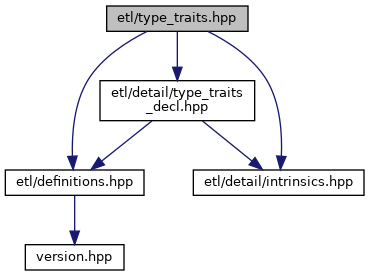 etl/type_traits.hpp
etl/detail/type_traits
_decl.hpp
etl/definitions.hpp
etl/detail/intrinsics.hpp
version.hpp